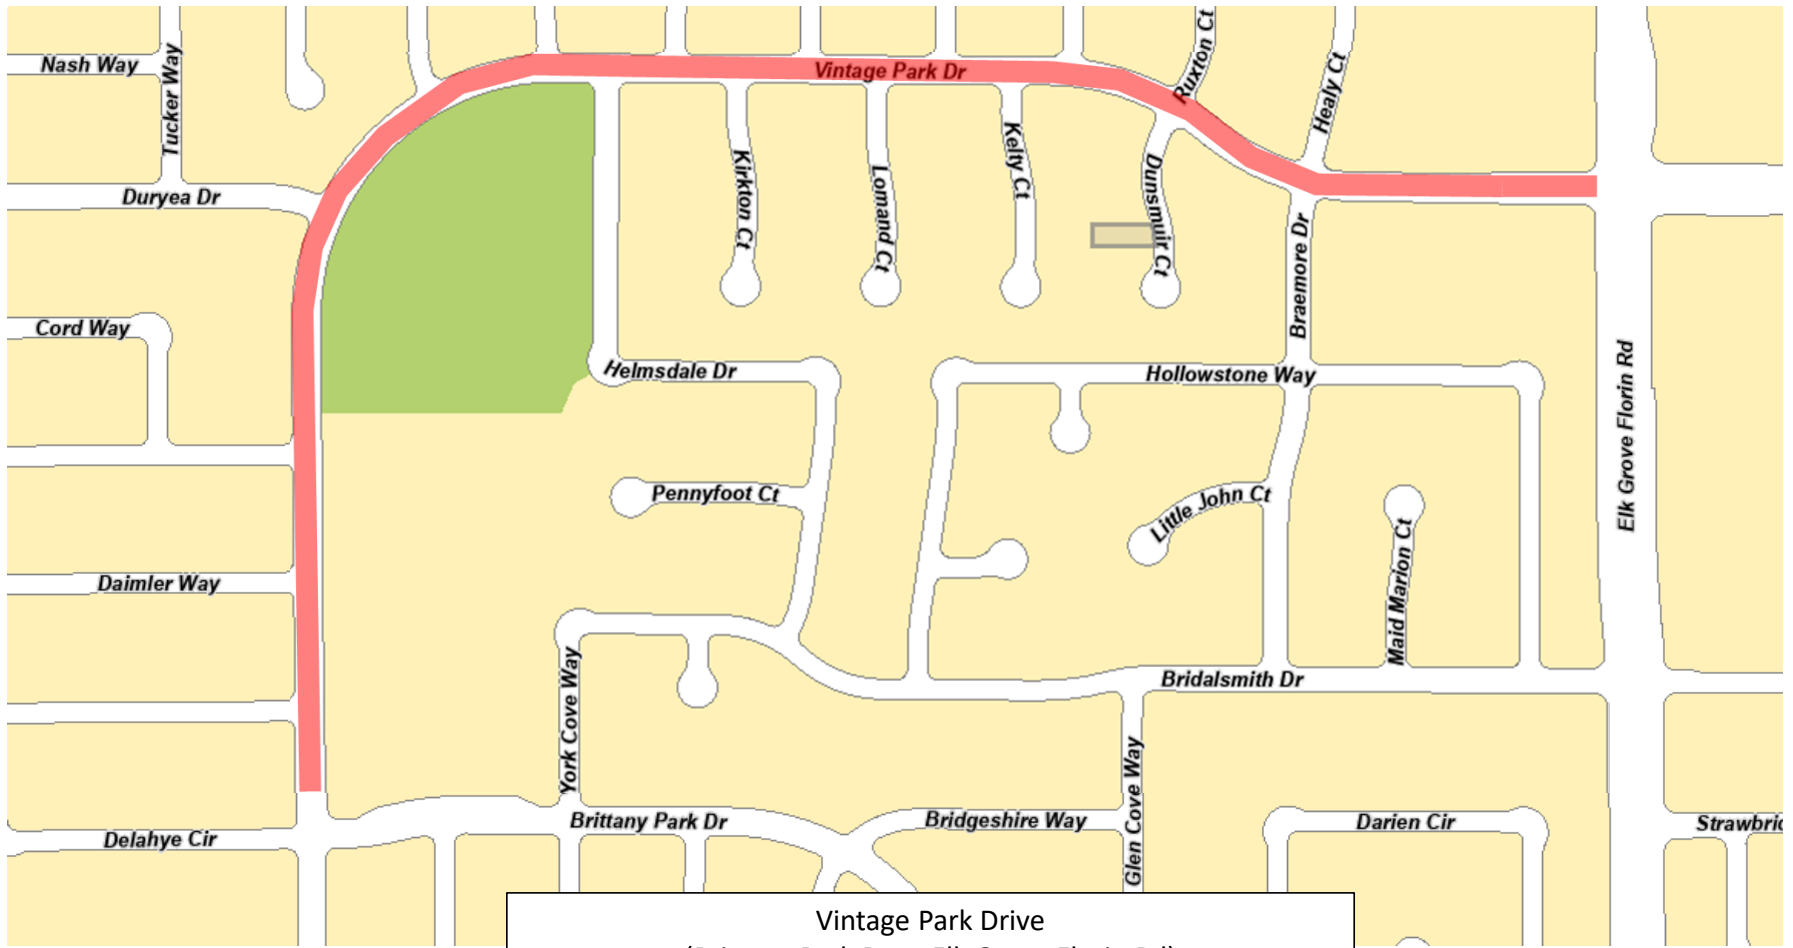 Nash Way
Tucker Way
Vintage Park Dr
Ruxton Ct
Healy Ct
Duryea Dr
Kirkton Ct
Lomand Ct
Kelty Ct
Dunsmuir Ct
Braemore Dr
Cord Way
Helmsdale Dr
Hollowstone Way
Elk Grove Florin Rd
Pennyfoot Ct
Little John Ct
Maid Marion Ct
Daimler Way
York Cove Way
Bridalsmith Dr
Glen Cove Way
Delahye Cir
Brittany Park Dr
Bridgeshire Way
Darien Cir
Strawbric
Vintage Park Drive